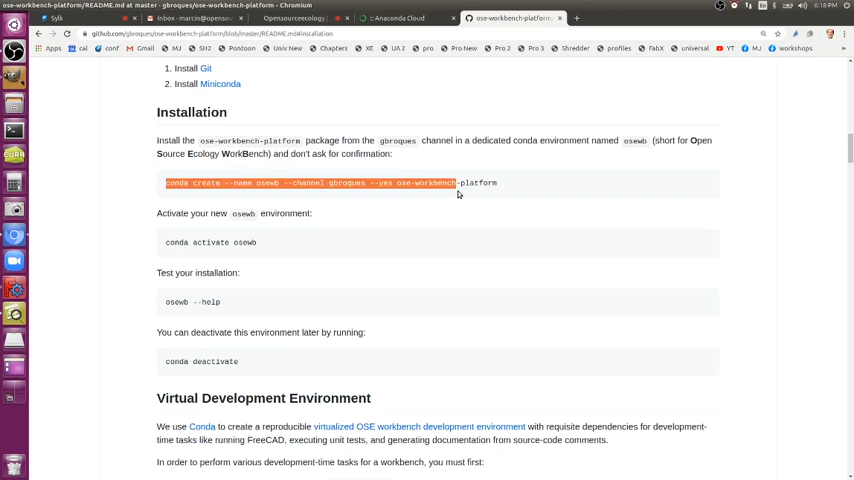 ose-workbench-platform/README.md at master · gbroques/ose-workbench-platform - Chromium
En
6:18 PM
Sylk
Inbox - marcin@openso
Opensourceecology
:: Anaconda Cloud
ose-workbench-platform
github.com/gbroques/ose-workbench-platform/blob/master/README.md#installation
Apps
cal
conf
Gmail
MJ
SH2
Pontoon
Univ New
Chapters
XE
UA 2
pro
Pro New
Pro 2
Pro 3
Shredder
profiles
FabX
universal
YT
MJ
workshops
1. Install Git
2. Install Miniconda
Installation
Install the ose-workbench-platform package from the gbroques channel in a dedicated conda environment named osewb (short for Open
Source Ecology WorkBench) and don't ask for confirmation:
conda create --name osewb --channel gbroques --yes ose-workbench-platform
Activate your new osewb environment:
conda activate osewb
Test your installation:
osewb --help
You can deactivate this environment later by running:
conda deactivate
Virtual Development Environment
We use Conda to create a reproducible virtualized OSE workbench development environment with requisite dependencies for development-
time tasks like running FreeCAD, executing unit tests, and generating documentation from source-code comments.
In order to perform various development-time tasks for a workbench, you must first:
CURA